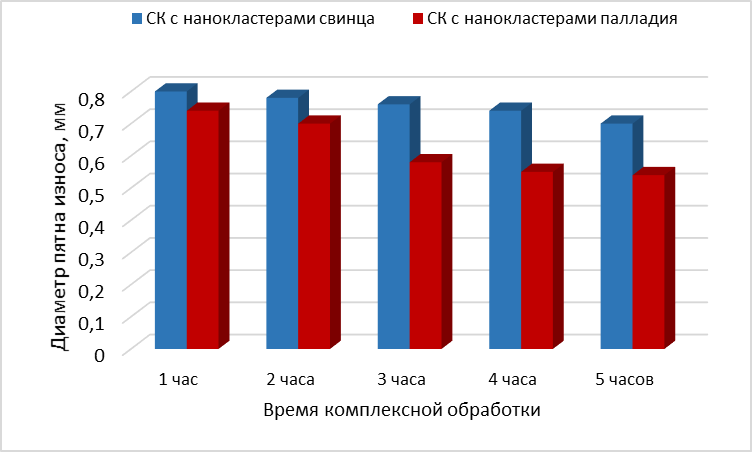 СК с нанокластерами свинца
СК с нанокластерами палладия
Диаметр пятна износа, мм
0,8
0,7
0,6
0,5
0,4
0,3
0,2
0,1
0
1 час
2 часа
3 часа
4 часа
5 часов
Время комплексной обработки